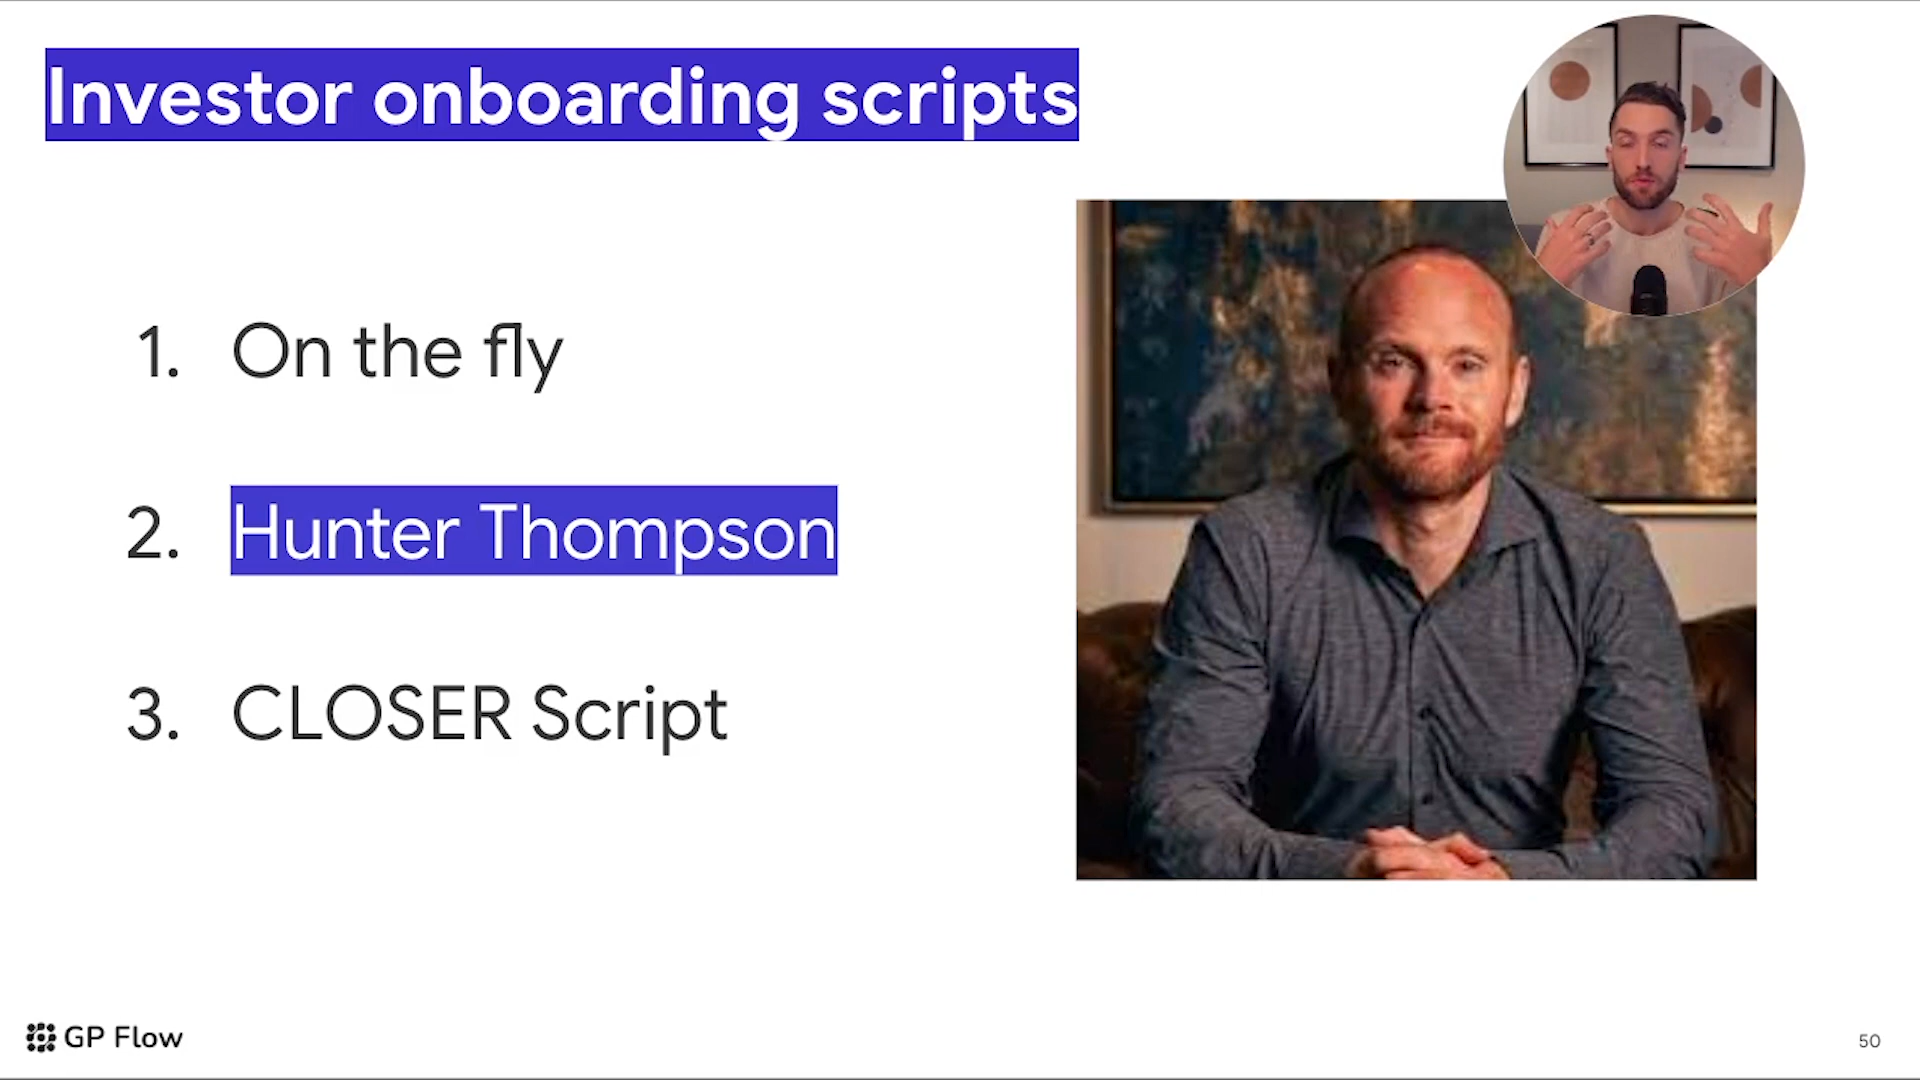 Investor onboarding scripts
1. On the fly
2. Hunter Thompson
3. CLOSER Script
GP Flow
50